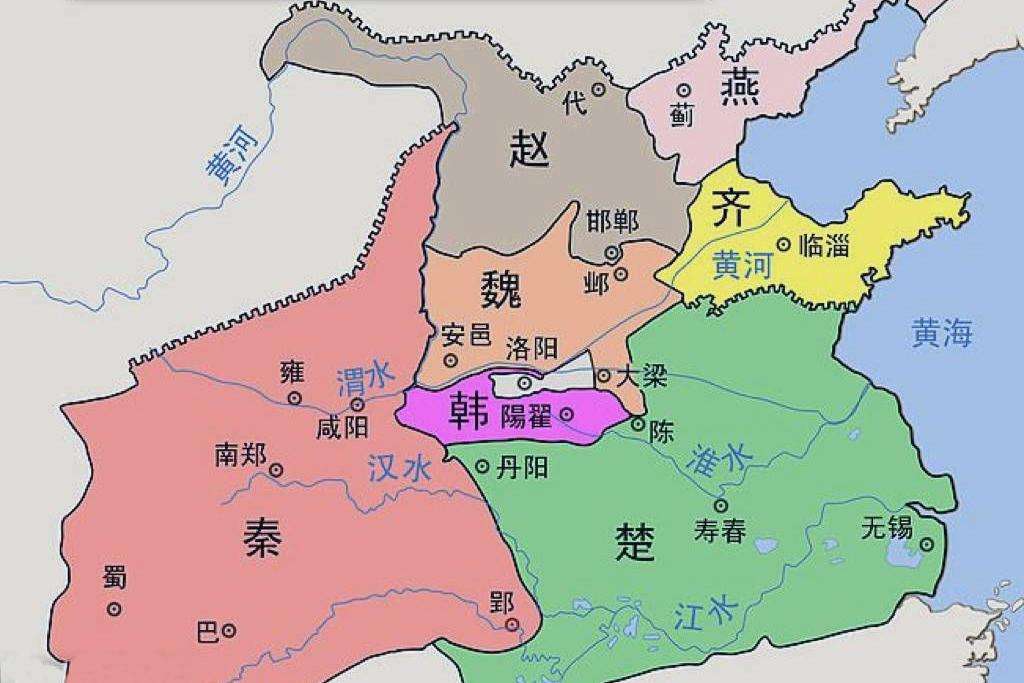 燕
代
蓟
赵
黄河
齐
邯郸
临淄
黄河
邺
魏
黄海
安邑
洛阳
雍
渭水
大梁
韩
陽翟
咸阳
陈
南郑
汉水
丹阳
淮水
秦
楚
寿春
无锡
蜀
郢
江水
巴